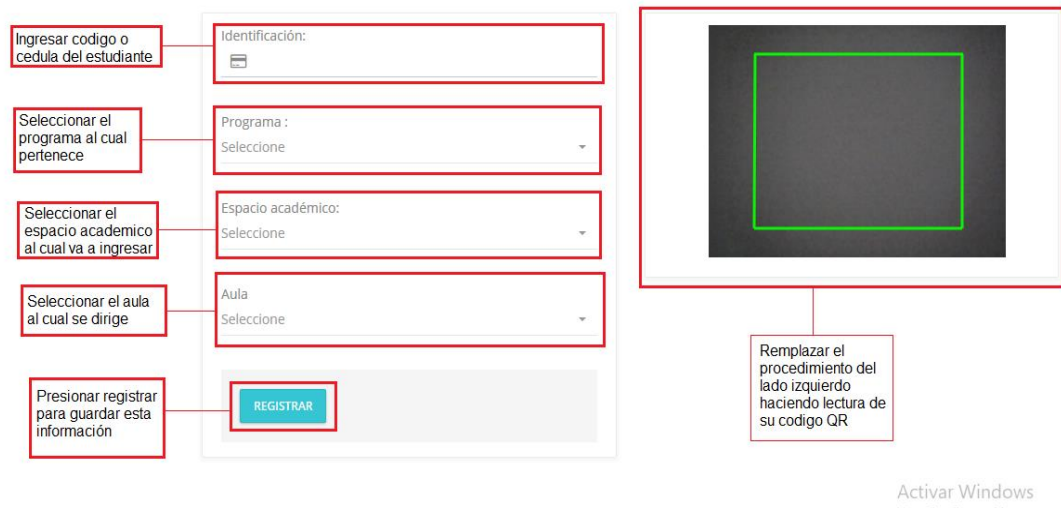 Ingresar codigo o
cedula del estudiante
Identificación:
Seleccionar el
programa al cual
pertenece
Programa :
Seleccione
Seleccionar el
espacio academico
al cual va a ingresar
Espacio académico:
Seleccione
Seleccionar el aula
al cual se dirige
Aula
Seleccione
Presionar registrar
para guardar esta
información
REGISTRAR
Remplazar el
procedimiento del
lado izquierdo
haciendo lectura de
su codigo QR
Activar Windows